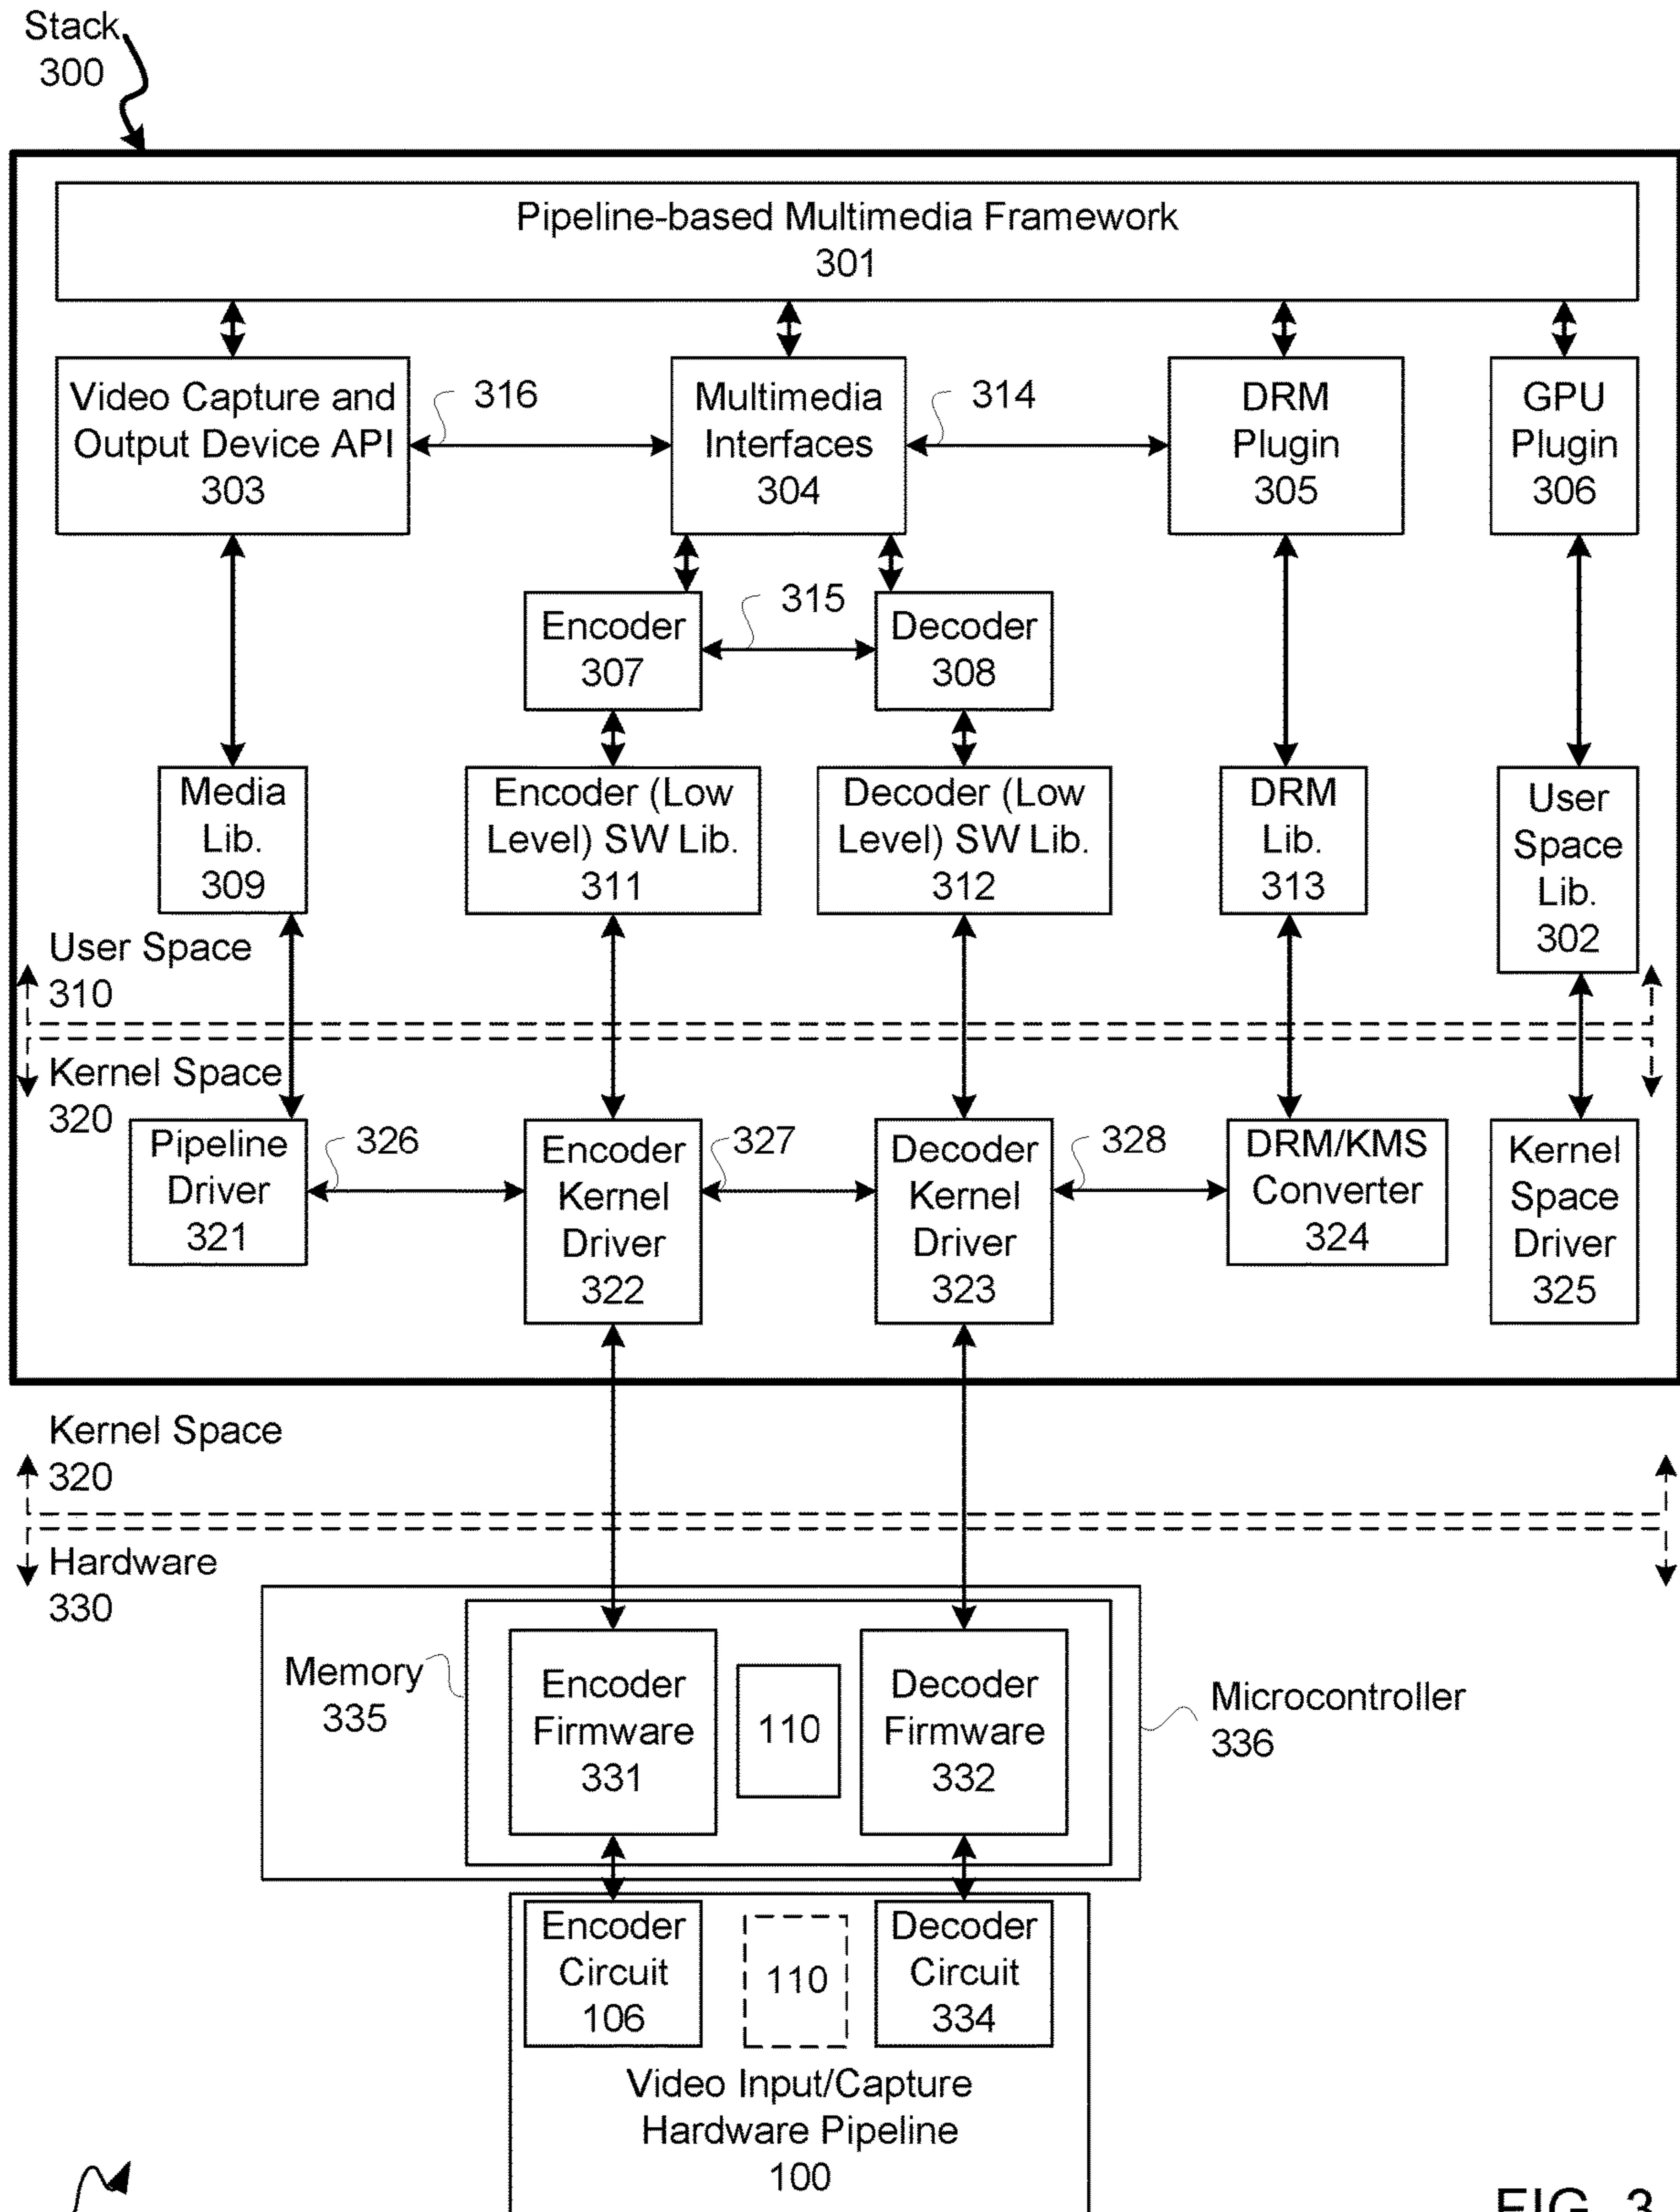 Stack
300
Pipeline-based Multimedia Framework
301
Video Capture and
Output Device API
303
316
Multimedia
Interfaces
304
314
DRM
Plugin
305
GPU
Plugin
306
Encoder
307
315
Decoder
308
Media
Lib.
309
Encoder (Low
Level) SW Lib.
311
Decoder (Low
Level) SW Lib.
312
DRM
Lib.
313
User
Space
Lib.
302
User Space
310
Kernel Space
320
Pipeline
Driver
321
326
Encoder
Kernel
Driver
322
327
Decoder
Kernel
Driver
323
328
DRM/KMS
Converter
324
Kernel
Space
Driver
325
Kernel Space
320
Hardware
330
Memory
335
Encoder
Firmware
331
110
Decoder
Firmware
332
Microcontroller
336
Encoder
Circuit
106
110
Decoder
Circuit
334
Video Input/Capture
Hardware Pipeline
100
FIG. 3